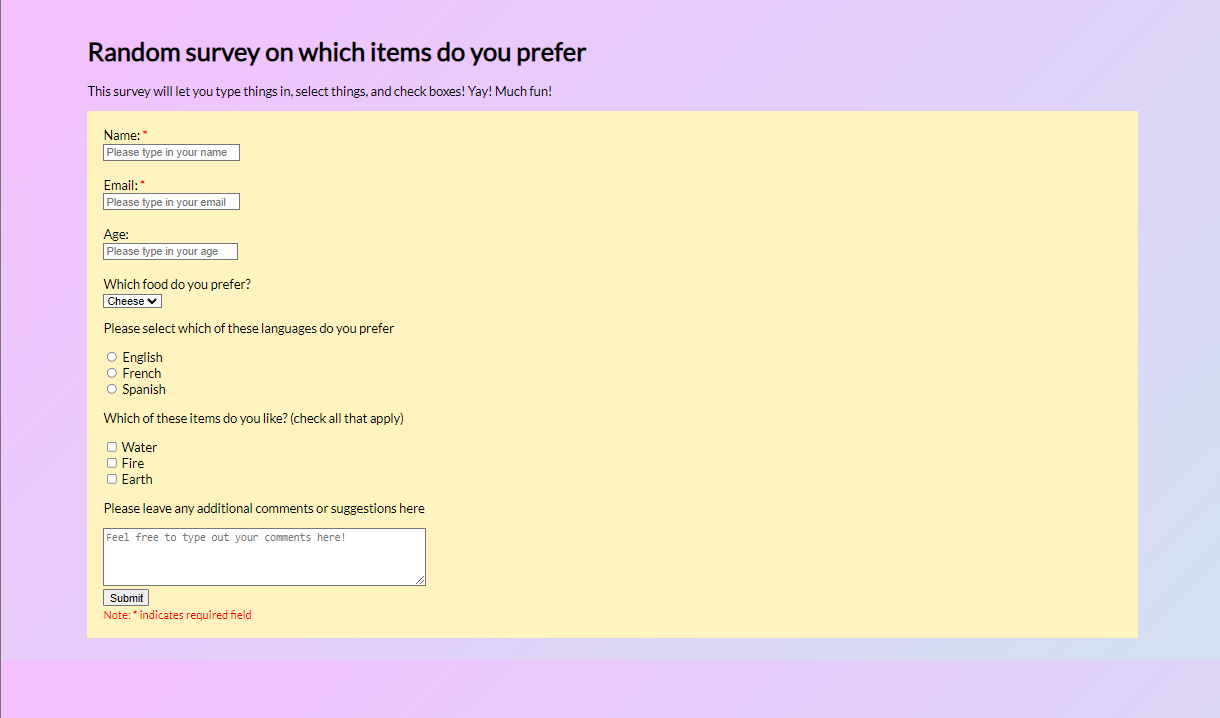 Random survey on which items do you prefer
This survey will let you type things in, select things, and check boxes! Yay! Much fun!
Name: *
Please type in your name
Email: *
Please type in your email
Age:
Please type in your age
Which food do you prefer?
Cheese
Please select which of these languages do you prefer
English
French
Spanish
Which of these items do you like? (check all that apply)
Water
Fire
Earth
Please leave any additional comments or suggestions here
Feel free to type out your comments here!
Submit
Note: * indicates required field